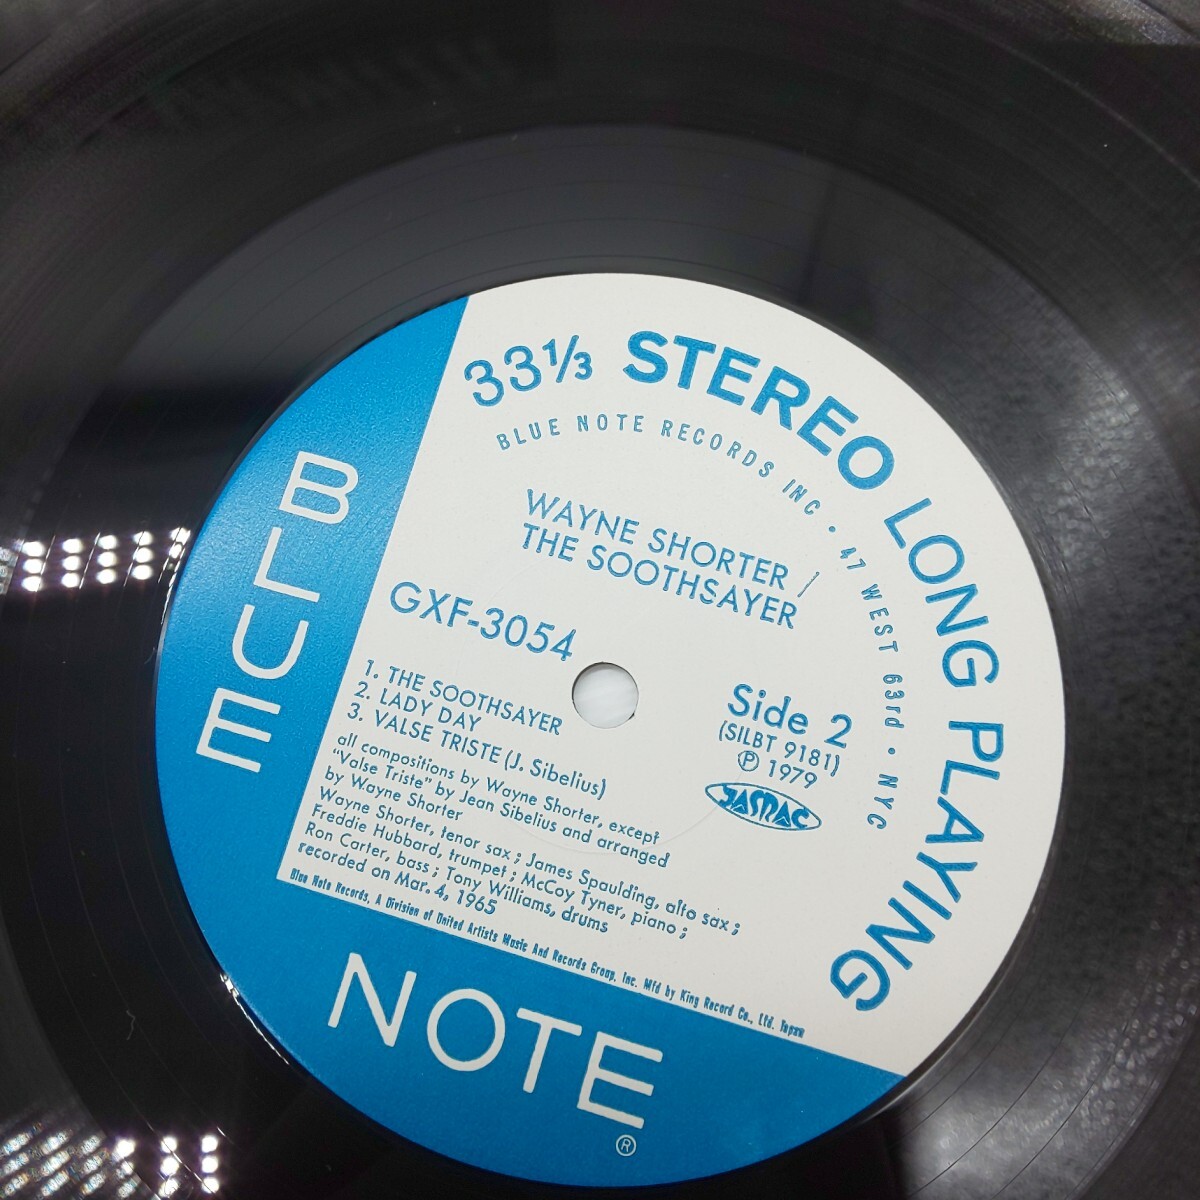 33⅓ STEREO LONG PLAYING
BLUE NOTE RECORDS INC • 47 WEST 63rd • NYC
WAYNE SHORTER /
THE SOOTHSAYER
GXF-3054
Side 2
(SILBT 9181)
Ⓟ 1979
JASRAC
1. THE SOOTHSAYER
2. LADY DAY
3. VALSE TRISTE (J. Sibelius)
all compositions by Wayne Shorter, except
"Valse Triste" by Jean Sibelius and arranged
by Wayne Shorter
Wayne Shorter, tenor sax ; James Spaulding, alto sax ;
Freddie Hubbard, trumpet ; McCoy Tyner, piano ;
Ron Carter, bass ; Tony Williams, drums
recorded on Mar. 4, 1965
Blue Note Records, A Division of United Artists Music And Records Group, Inc. Mfd by King Record Co., Ltd. Japan
BLUE
NOTE ®